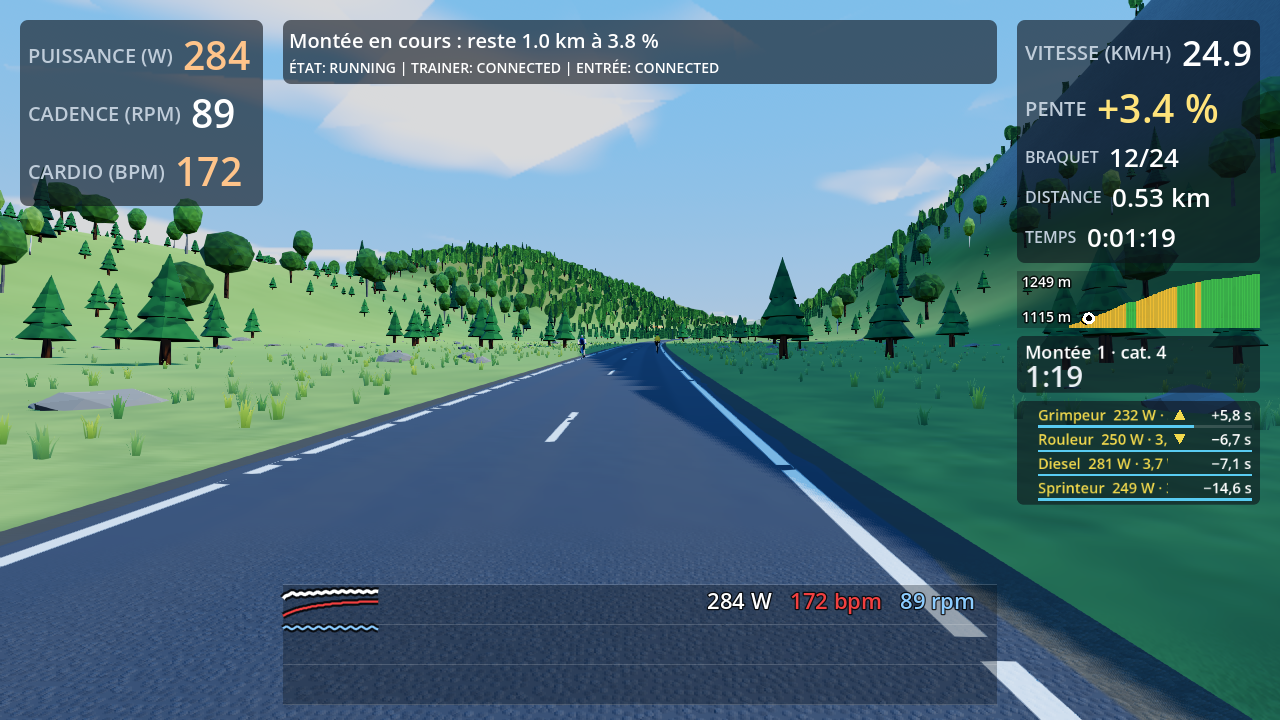 PUISSANCE (W) 284
CADENCE (RPM) 89
CARDIO (BPM) 172
Montée en cours : reste 1.0 km à 3.8 %
ÉTAT: RUNNING | TRAINER: CONNECTED | ENTRÉE: CONNECTED
VITESSE (KM/H) 24.9
PENTE +3.4 %
BRAQUET 12/24
DISTANCE 0.53 km
TEMPS 0:01:19
1249 m
1115 m
Montée 1 · cat. 4
1:19
Grimpeur 232 W · ▲ +5,8 s
Rouleur 250 W · 3, ▼ −6,7 s
Diesel 281 W · 3,7 −7,1 s
Sprinteur 249 W · −14,6 s
284 W 172 bpm 89 rpm